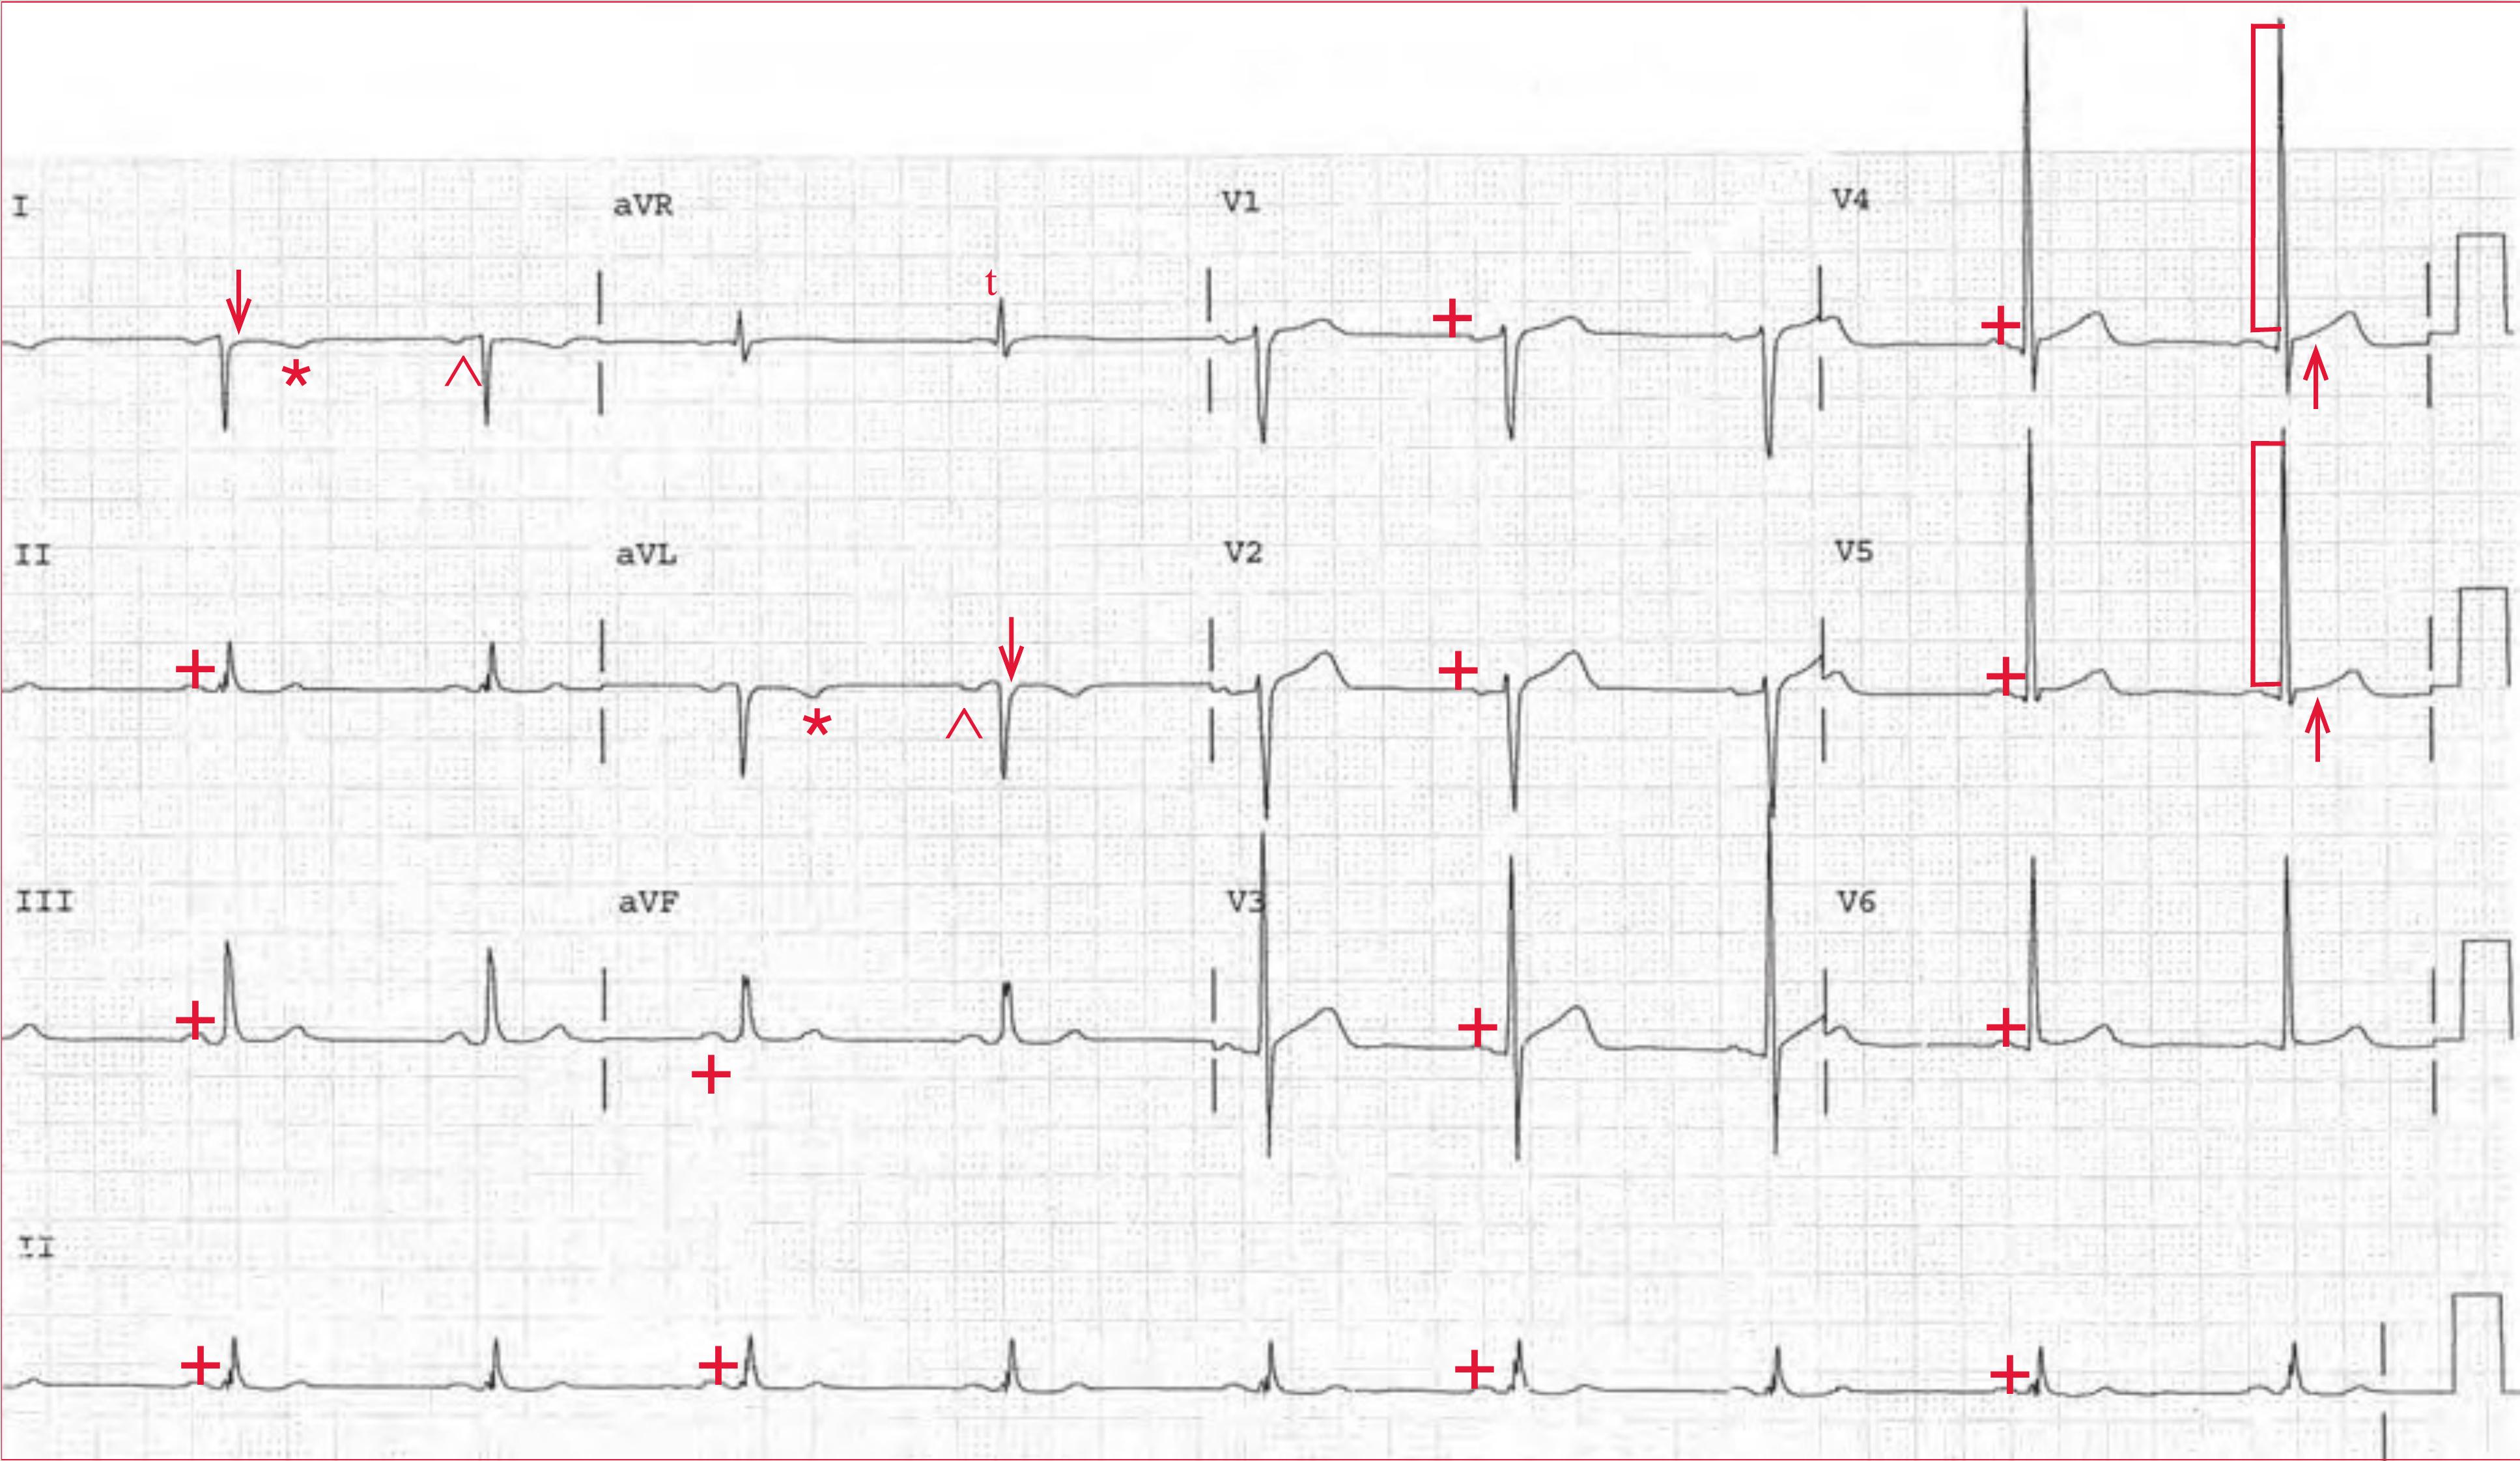 I aVR V1 V4
t
* ^
+ +
II aVL V2 V5
+ + +
* ^
III aVF V3 V6
+ + +
+
II
+ + + +